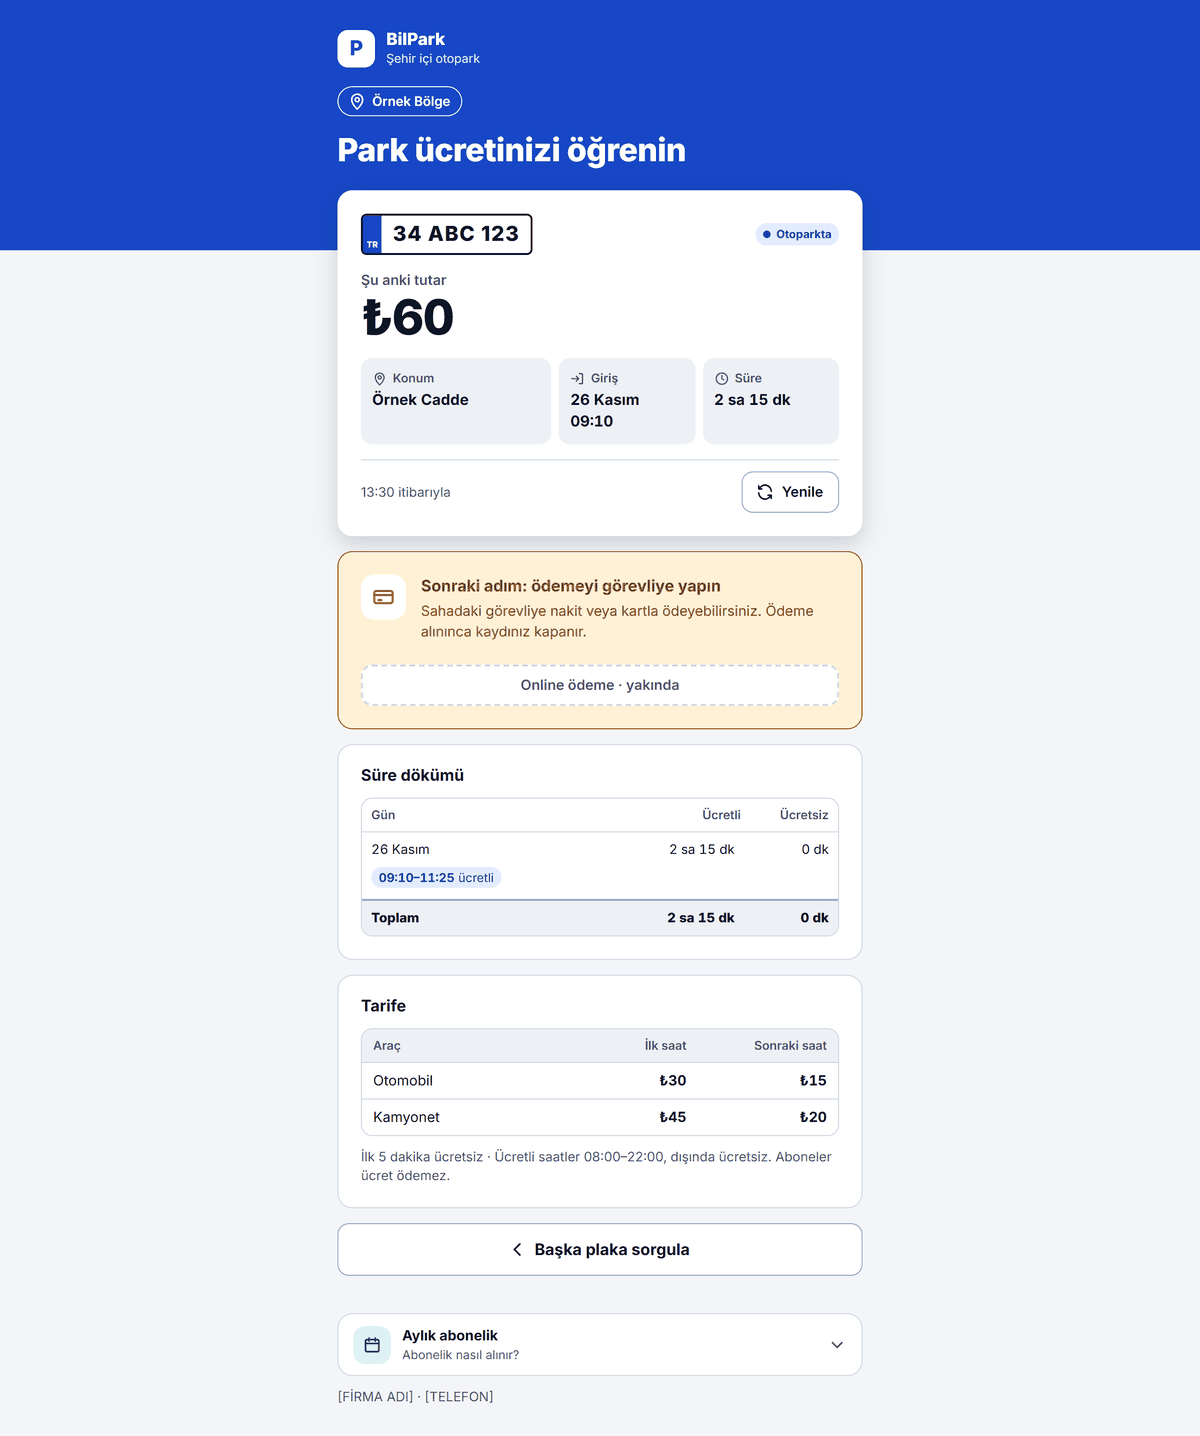 P
BilPark
Şehir içi otopark
Örnek Bölge
Park ücretinizi öğrenin
TR 34 ABC 123
Otoparkta
Şu anki tutar
₺60
Konum
Örnek Cadde
Giriş
26 Kasım
09:10
Süre
2 sa 15 dk
13:30 itibarıyla
Yenile
Sonraki adım: ödemeyi görevliye yapın
Sahadaki görevliye nakit veya kartla ödeyebilirsiniz. Ödeme
alınınca kaydınız kapanır.
Online ödeme · yakında
Süre dökümü
Gün Ücretli Ücretsiz
26 Kasım 2 sa 15 dk 0 dk
09:10–11:25 ücretli
Toplam 2 sa 15 dk 0 dk
Tarife
Araç İlk saat Sonraki saat
Otomobil ₺30 ₺15
Kamyonet ₺45 ₺20
İlk 5 dakika ücretsiz · Ücretli saatler 08:00–22:00, dışında ücretsiz. Aboneler
ücret ödemez.
Başka plaka sorgula
Aylık abonelik
Abonelik nasıl alınır?
[FİRMA ADI] · [TELEFON]